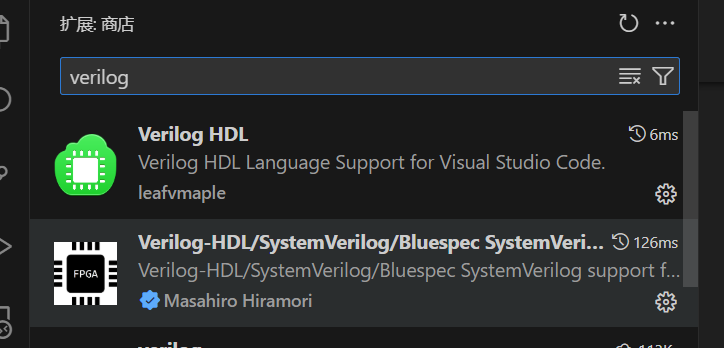 扩展: 商店
verilog
Verilog HDL 6ms
Verilog HDL Language Support for Visual Studio Code.
leafvmaple
Verilog-HDL/SystemVerilog/Bluespec SystemVeri... 126ms
FPGA
Verilog-HDL/SystemVerilog/Bluespec SystemVerilog support f...
Masahiro Hiramori